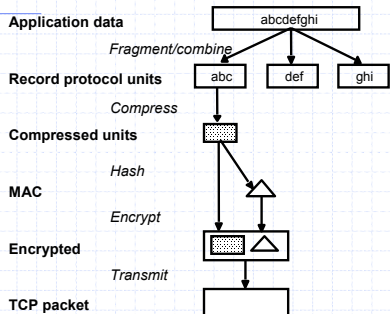 Application data
abcdefghi
Fragment/combine
Record protocol units
abc
def
ghi
Compress
Compressed units
Hash
MAC
Encrypt
Encrypted
Transmit
TCP packet